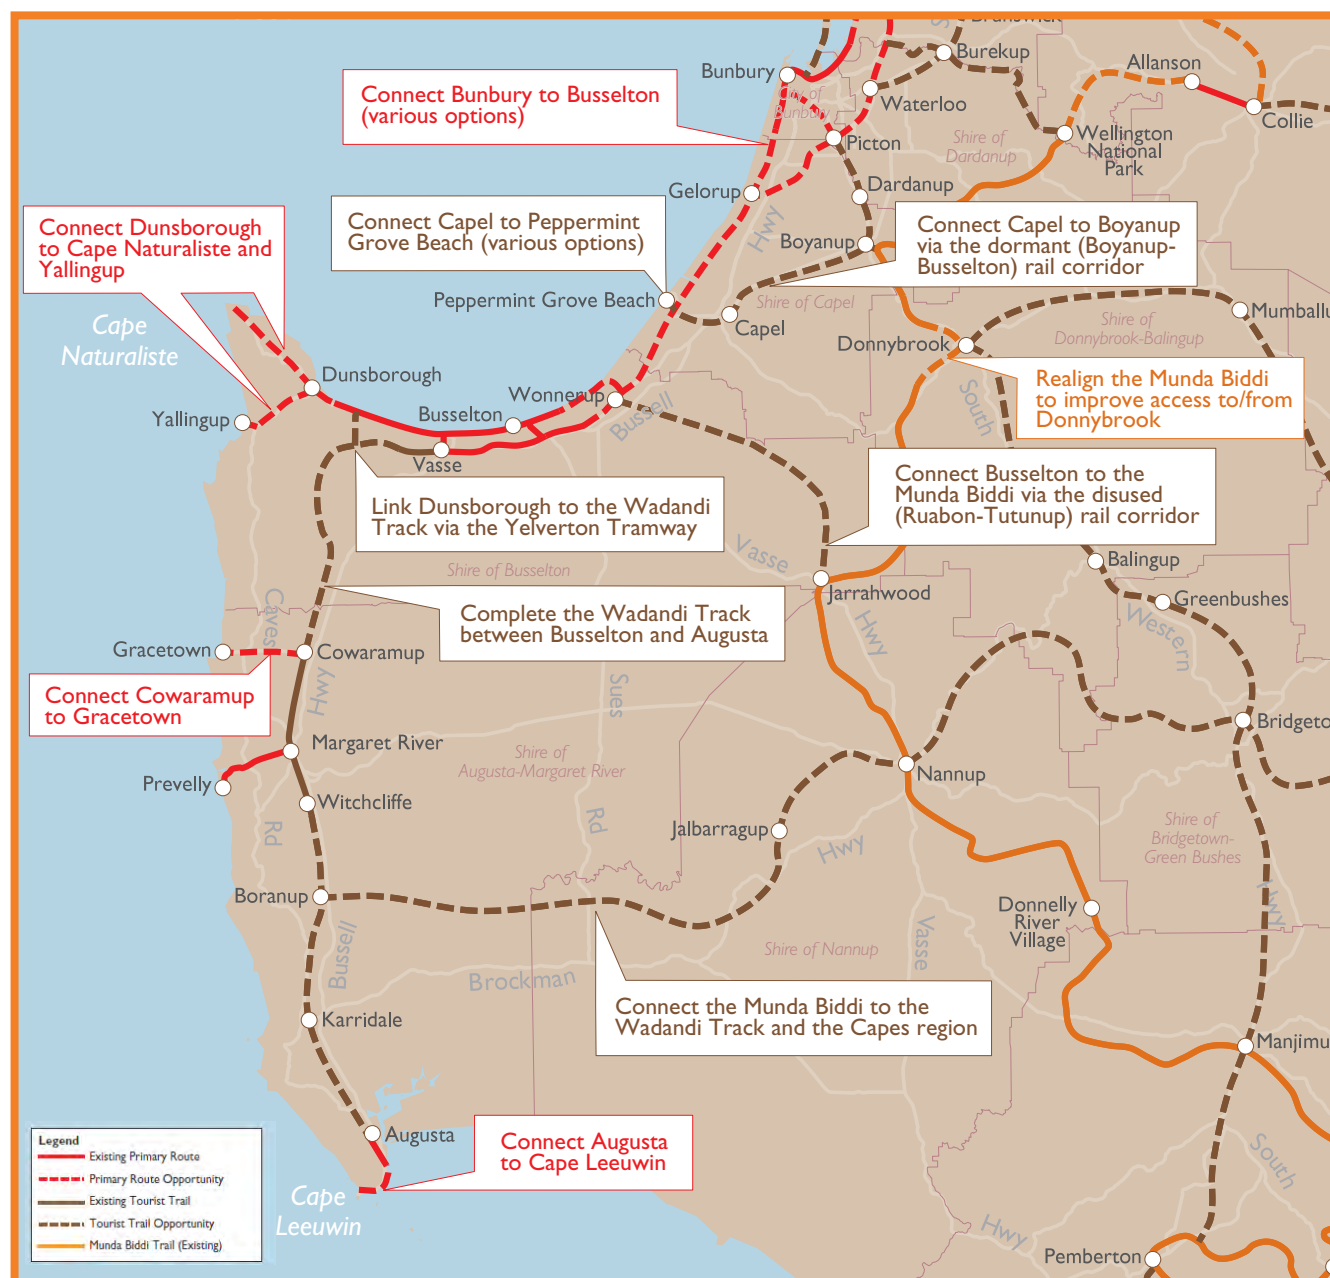 Brunswick
Burekup
Allanson
Bunbury
City of
Bunbury
Waterloo
Collie
Connect Bunbury to Busselton
(various options)
Wellington
National
Park
Picton
Shire of
Dardanup
Dardanup
Gelorup
Hwy
Connect Dunsborough
to Cape Naturaliste and
Yallingup
Connect Capel to Peppermint
Grove Beach (various options)
Boyanup
Connect Capel to Boyanup
via the dormant (Boyanup-
Busselton) rail corridor
Peppermint Grove Beach
Shire of Capel
Capel
Mumballu
Shire of
Donnybrook-Balingup
Cape
Naturaliste
Donnybrook
Realign the Munda Biddi
to improve access to/from
Donnybrook
South
Dunsborough
Wonnerup
Busselton
Bussell
Yallingup
Vasse
Connect Busselton to the
Munda Biddi via the disused
(Ruabon-Tutunup) rail corridor
Link Dunsborough to the Wadandi
Track via the Yelverton Tramway
Vasse
Balingup
Shire of Busselton
Jarrahwood
Greenbushes
Caves
Complete the Wadandi Track
between Busselton and Augusta
Hwy
Western
Gracetown
Cowaramup
Connect Cowaramup
to Gracetown
Hwy
Sues
Bridgeto
Margaret River
Shire of
Augusta-Margaret River
Nannup
Prevelly
Witchcliffe
Rd
Rd
Jalbarragup
Hwy
Shire of
Bridgetown-
Green Bushes
Boranup
Hwy
Donnelly
River
Village
Bussell
Vasse
Shire of Nannup
Brockman
Connect the Munda Biddi to the
Wadandi Track and the Capes region
Karridale
Manjimu
Augusta
Connect Augusta
to Cape Leeuwin
South
Cape
Leeuwin
Hwy
Pemberton
Legend
Existing Primary Route
Primary Route Opportunity
Existing Tourist Trail
Tourist Trail Opportunity
Munda Biddi Trail (Existing)